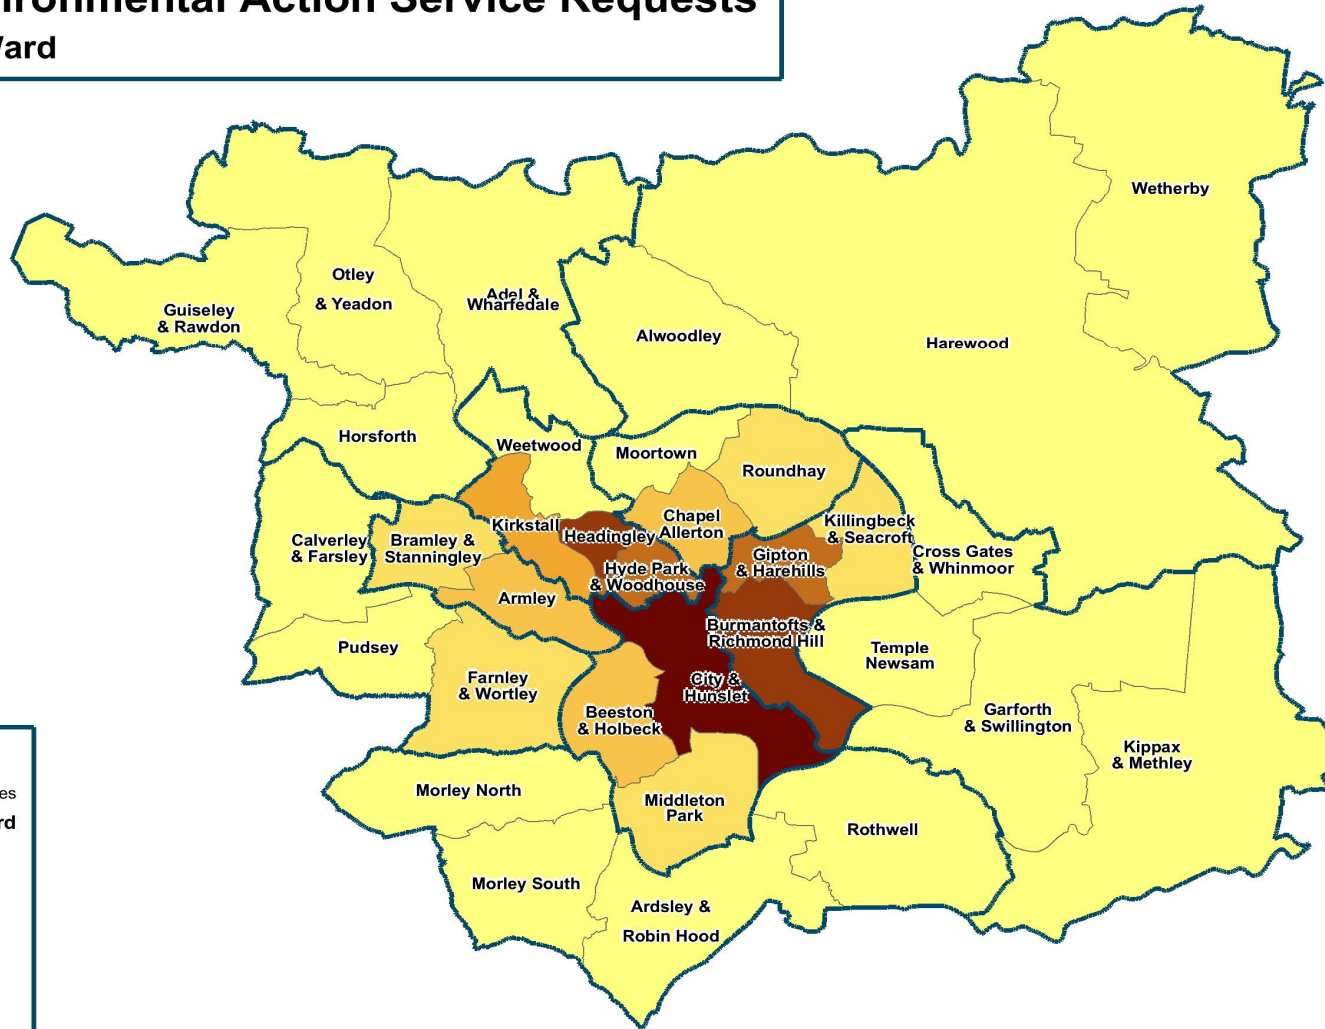 ironmental Action Service Requests
Ward
Wetherby
Otley
& Yeadon
Adel &
Wharfedale
Guiseley
& Rawdon
Alwoodley
Harewood
Horsforth
Weetwood
Moortown
Roundhay
Kirkstall
Headingley
Chapel
Allerton
Killingbeck
& Seacroft
Calverley
& Farsley
Bramley &
Stanningley
Hyde Park
& Woodhouse
Gipton
& Harehills
Cross Gates
& Whinmoor
Armley
Burmantofts &
Richmond Hill
Pudsey
Temple
Newsam
Farnley
& Wortley
City &
Hunslet
Beeston
& Holbeck
Garforth
& Swillington
Kippax
& Methley
Morley North
Middleton
Park
Rothwell
Morley South
Ardsley &
Robin Hood
es
rd